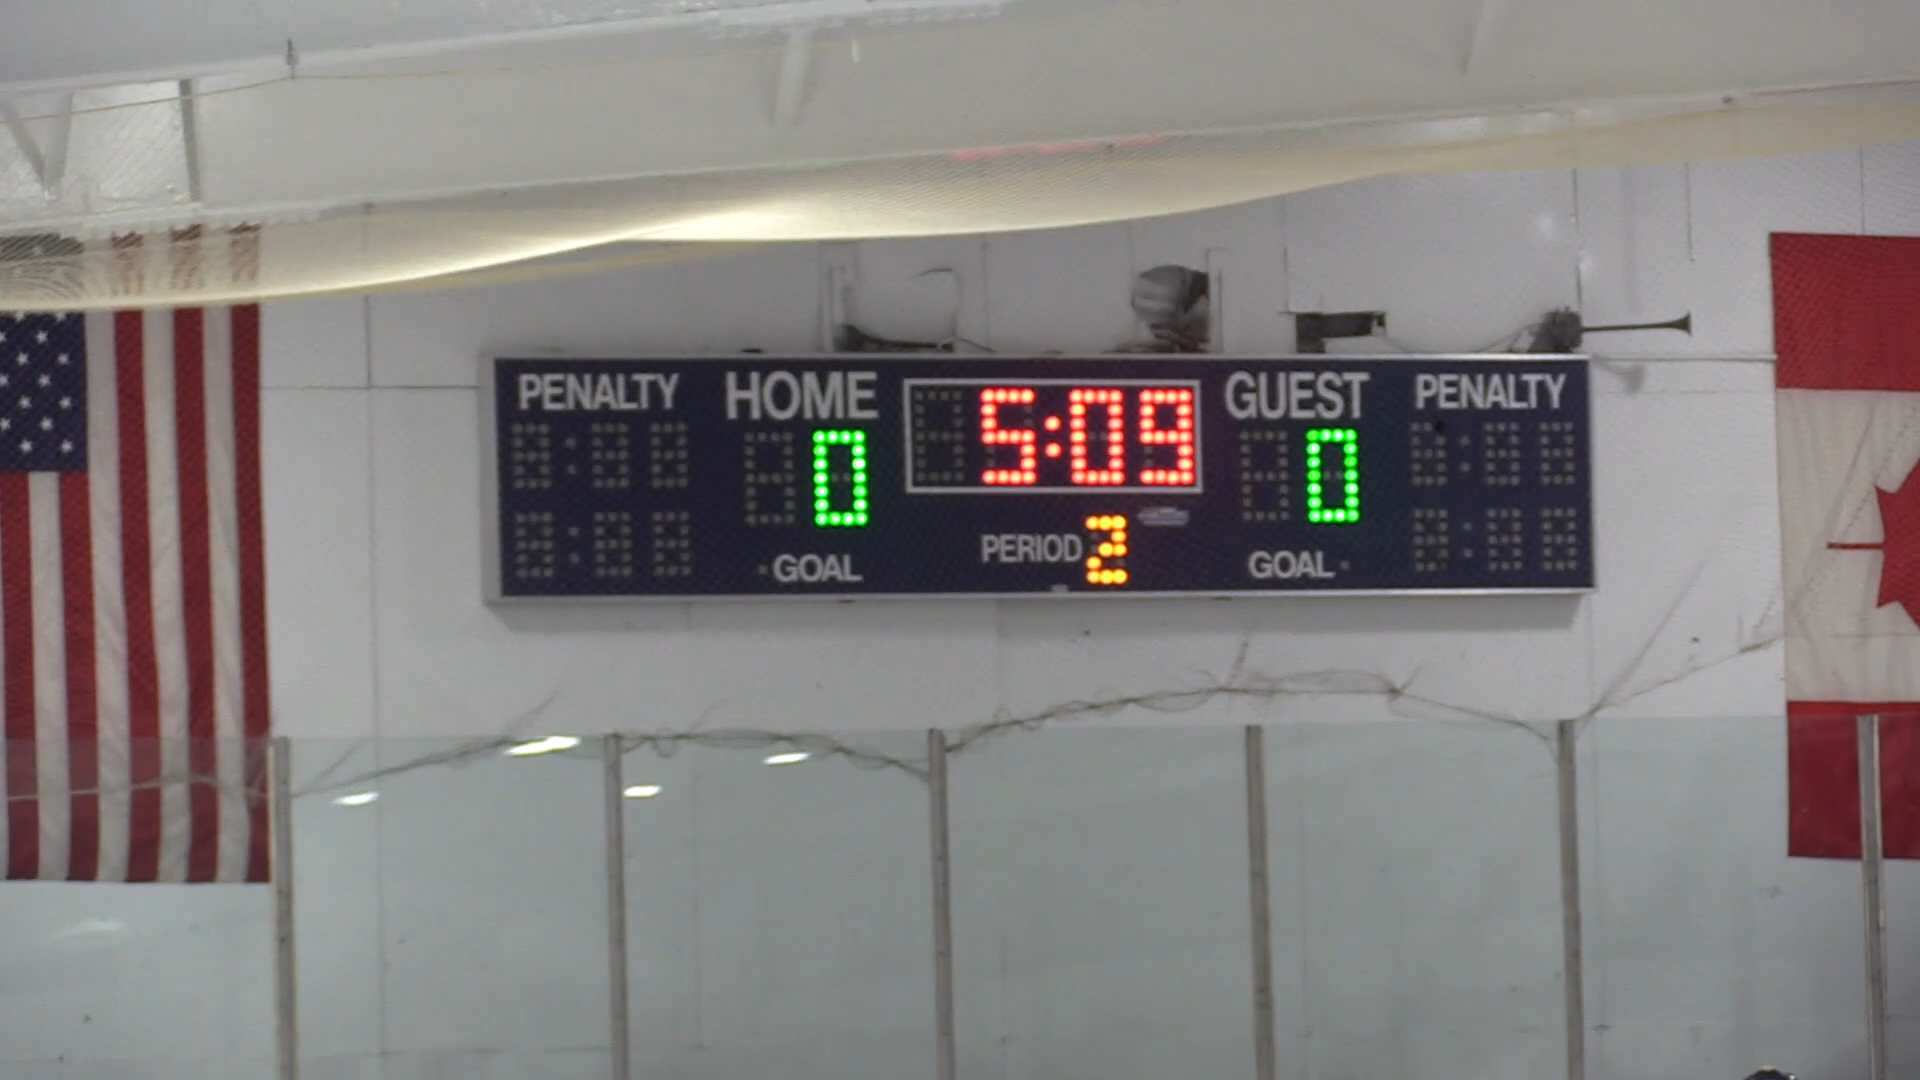 PENALTY HOME 5:09 GUEST PENALTY
0 0
PERIOD 2
GOAL GOAL